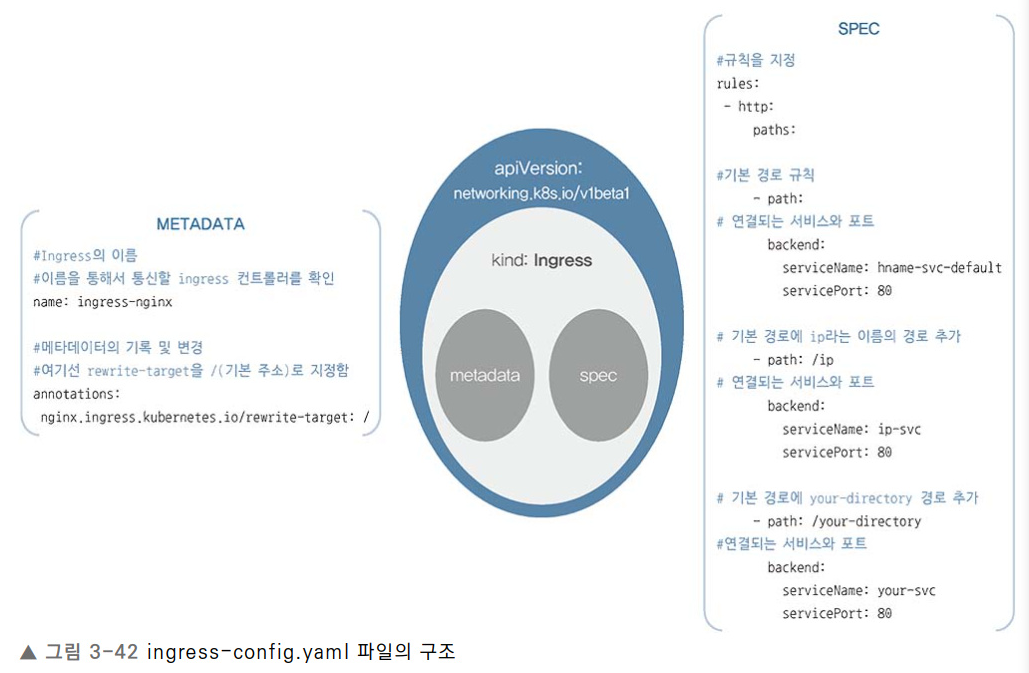 METADATA
#Ingress의 이름
#이름을 통해서 통신할 ingress 컨트롤러를 확인
name: ingress-nginx
#메타데이터의 기록 및 변경
#여기선 rewrite-target을 /(기본 주소)로 지정함
annotations:
nginx.ingress.kubernetes.io/rewrite-target: /
apiVersion:
networking.k8s.io/v1beta1
kind: Ingress
metadata
spec
SPEC
#규칙을 지정
rules:
- http:
paths:
#기본 경로 규칙
- path:
# 연결되는 서비스와 포트
backend:
serviceName: hname-svc-default
servicePort: 80
# 기본 경로에 ip라는 이름의 경로 추가
- path: /ip
# 연결되는 서비스와 포트
backend:
serviceName: ip-svc
servicePort: 80
# 기본 경로에 your-directory 경로 추가
- path: /your-directory
#연결되는 서비스와 포트
backend:
serviceName: your-svc
servicePort: 80
▲ 그림 3-42 ingress-config.yaml 파일의 구조